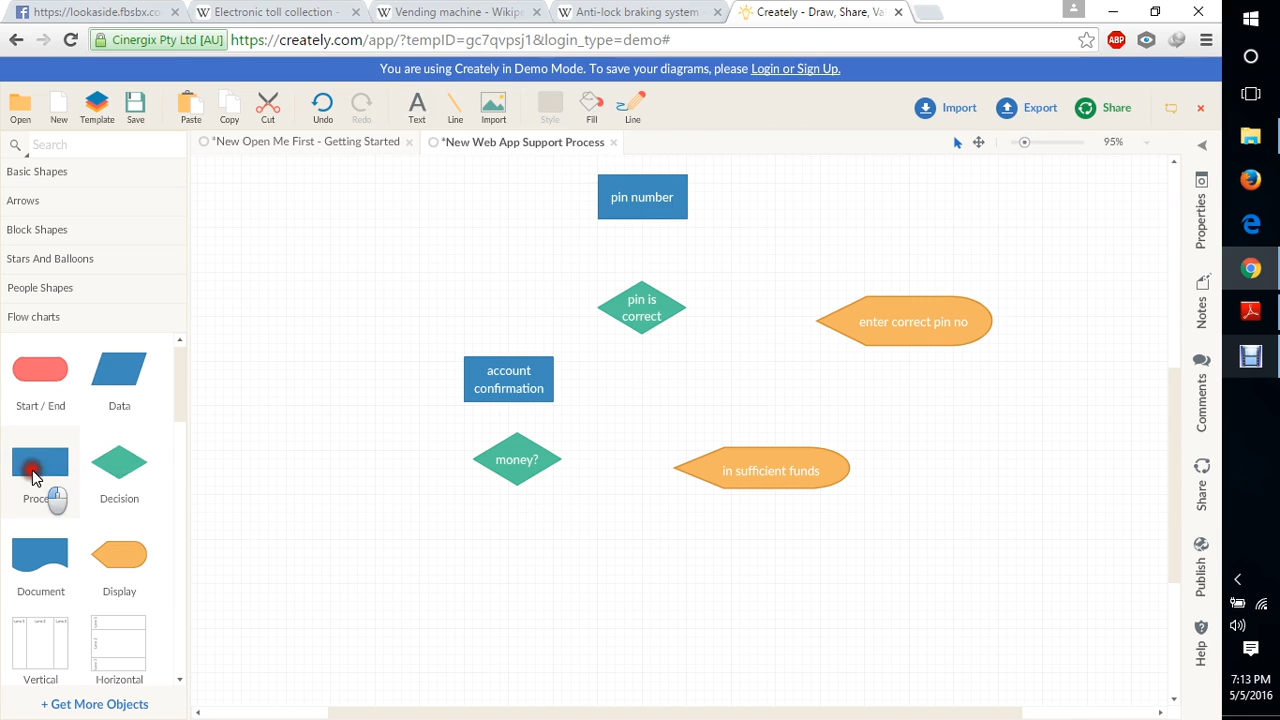 https://lookaside.fbsbx.co
Electronic toll collection -
Vending machine - Wikipe
Anti-lock braking system
Creately - Draw, Share, Va
Cinergix Pty Ltd [AU]
https://creately.com/app/?tempID=gc7qvpsj1&login_type=demo#
ABP
You are using Creately in Demo Mode. To save your diagrams, please Login or Sign Up.
Open
New
Template
Save
Paste
Copy
Cut
Undo
Redo
Text
Line
Import
Style
Fill
Line
Import
Export
Share
*New Open Me First - Getting Started
*New Web App Support Process
95%
Search
Basic Shapes
Arrows
Block Shapes
Stars And Balloons
People Shapes
Flow charts
Start / End
Data
Decision
Document
Display
Vertical
Horizontal
+ Get More Objects
pin number
pin is
correct
enter correct pin no
account
confirmation
money?
in sufficient funds
Properties
Notes
Comments
Share
Publish
Help
7:13 PM
5/5/2016